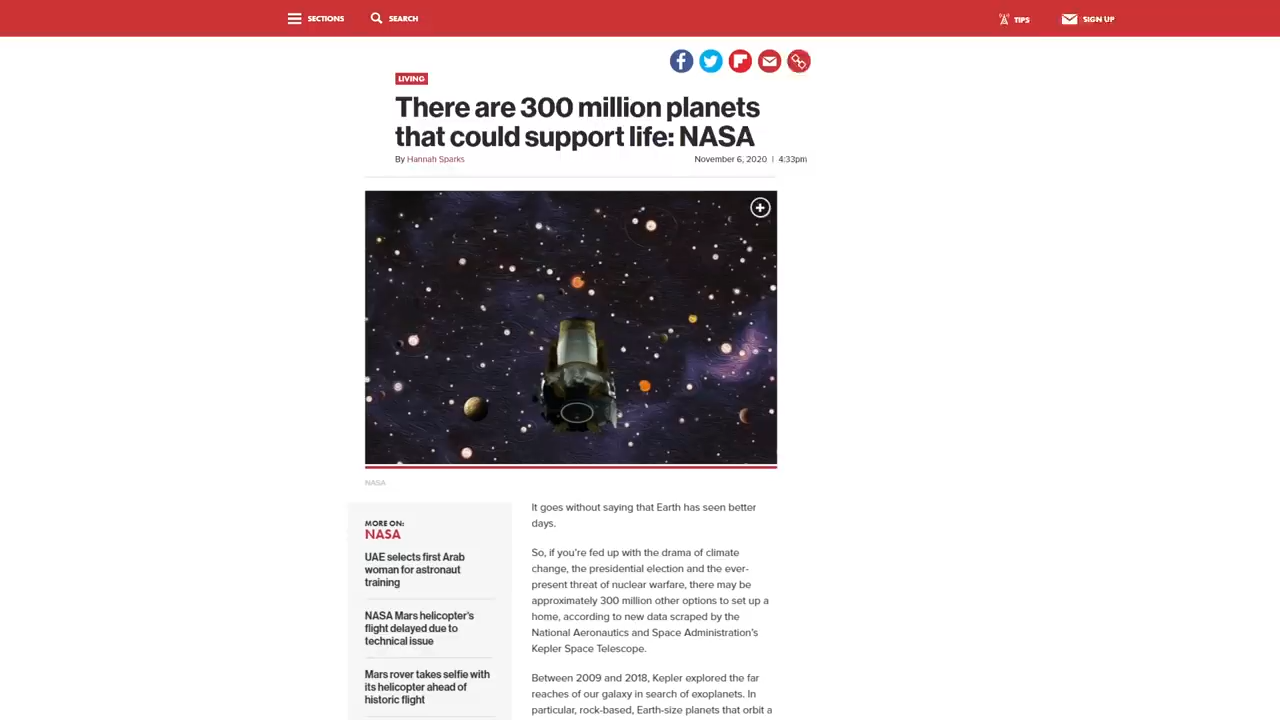 SECTIONS
SEARCH
TIPS
SIGN UP
LIVING
There are 300 million planets
that could support life: NASA
By Hannah Sparks
November 6, 2020 | 4:33pm
NASA
MORE ON:
NASA
UAE selects first Arab
woman for astronaut
training
NASA Mars helicopter's
flight delayed due to
technical issue
Mars rover takes selfie with
its helicopter ahead of
historic flight
It goes without saying that Earth has seen better
days.
So, if you're fed up with the drama of climate
change, the presidential election and the ever-
present threat of nuclear warfare, there may be
approximately 300 million other options to set up a
home, according to new data scraped by the
National Aeronautics and Space Administration's
Kepler Space Telescope.
Between 2009 and 2018, Kepler explored the far
reaches of our galaxy in search of exoplanets. In
particular, rock-based, Earth-size planets that orbit a